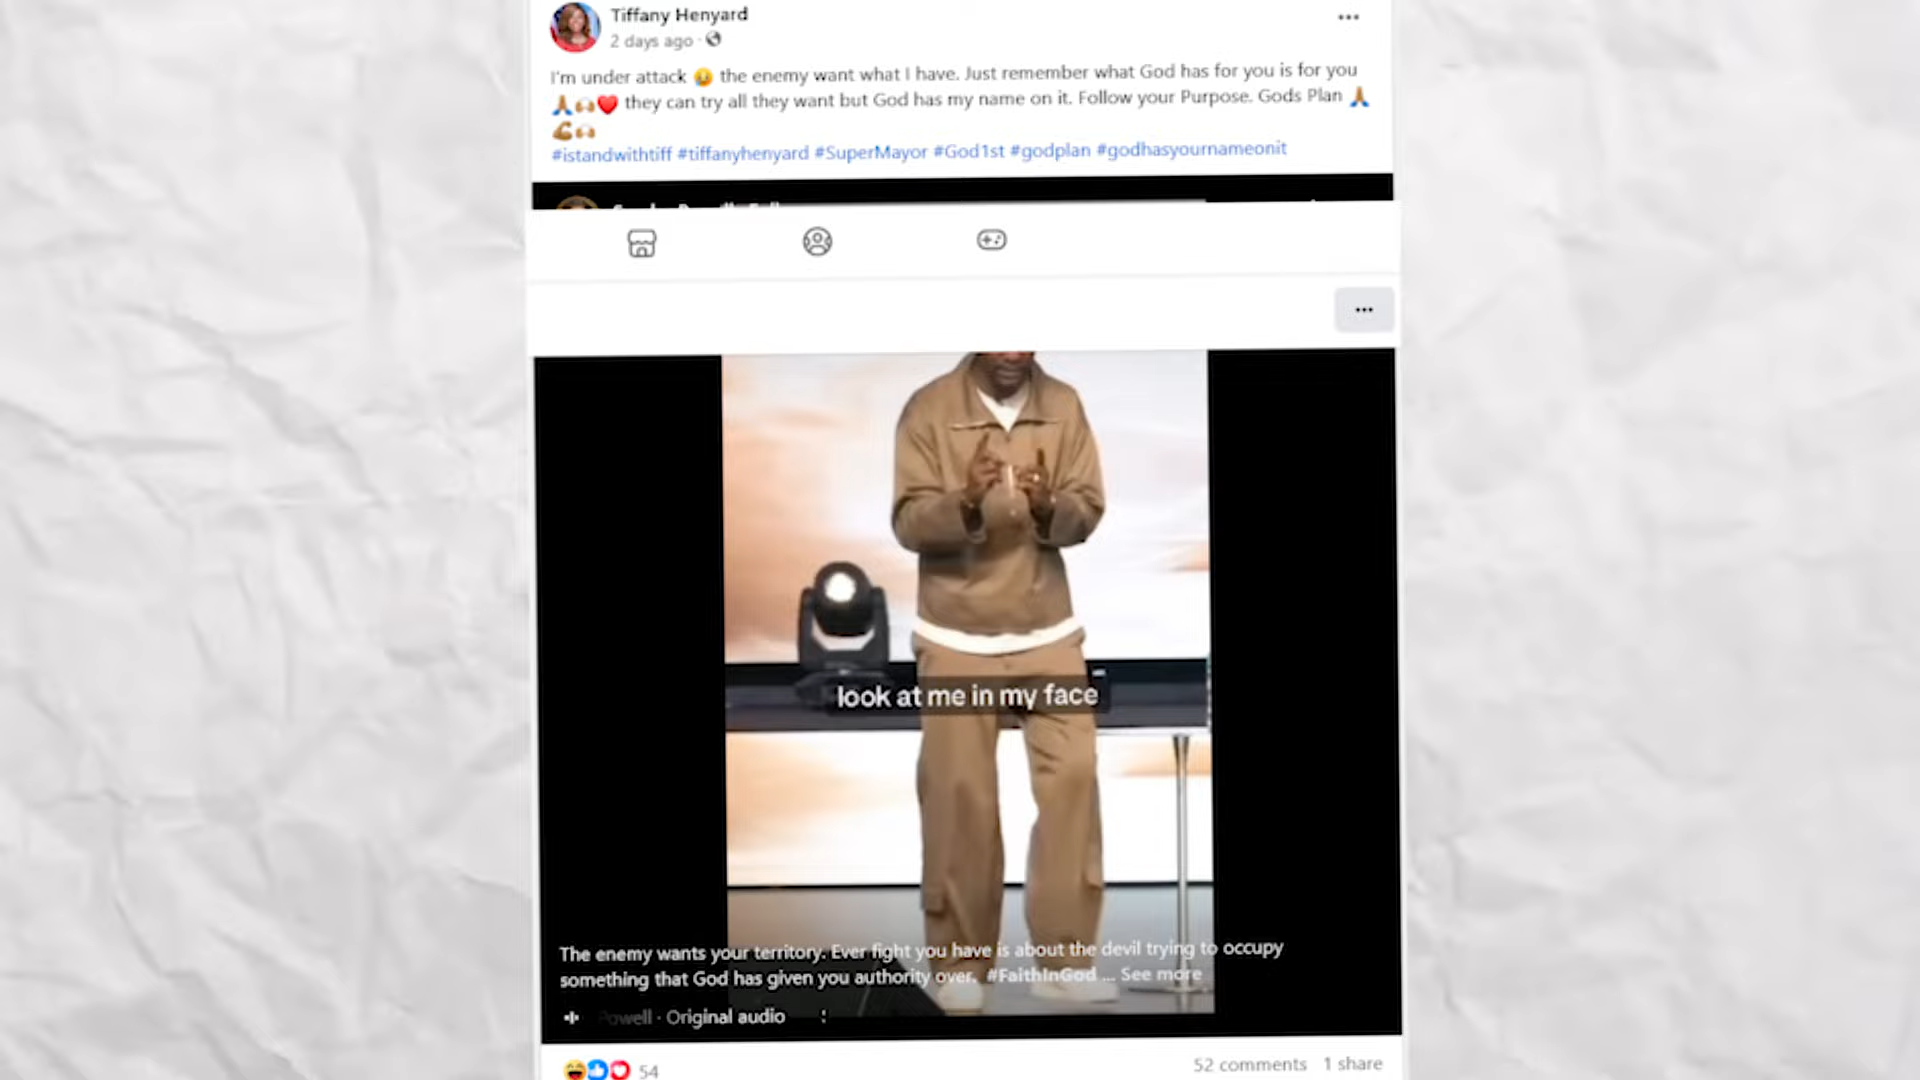 Tiffany Henyard
2 days ago
I'm under attack 😢 the enemy want what I have. Just remember what God has for you is for you
🙏🏾🙌🏾❤️ they can try all they want but God has my name on it. Follow your Purpose. Gods Plan 🙏🏾
💪🏾🙌🏾
#istandwithtiff #tiffanyhenyard #SuperMayor #God1st #godplan #godhasyournameonit
look at me in my face
The enemy wants your territory. Ever fight you have is about the devil trying to occupy
something that God has given you authority over. #FaithInGod ... See more
Powell · Original audio
54
52 comments 1 share